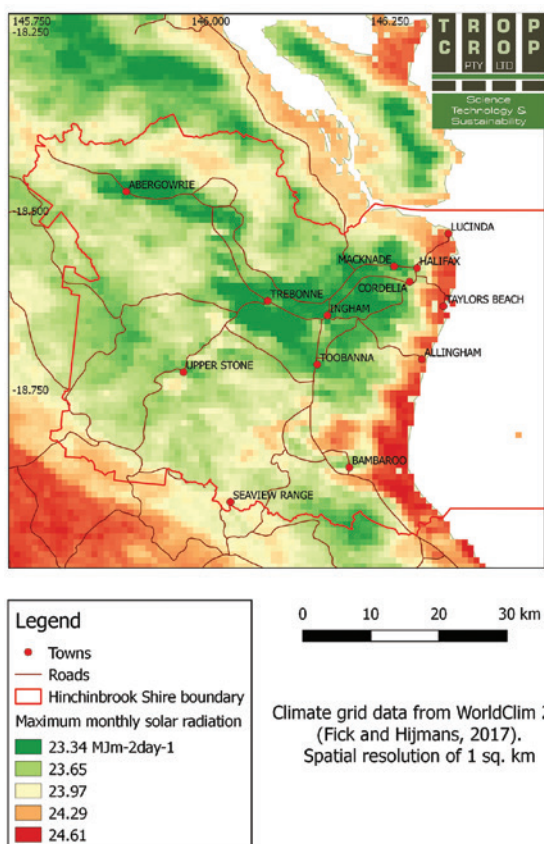 145.750
146.000
146.250
-18.250
T R O P
C R O P
PTY LTD
Science
Technology &
Sustainability
ABERGOWRIE
-18.500
LUCINDA
MACKNADE
HALIFAX
CORDELIA
TREBONNE
TAYLORS BEACH
INGHAM
ALLINGHAM
TOOBANNA
UPPER STONE
-18.750
BAMBAROO
SEAVIEW RANGE
Legend
Towns
Roads
Hinchinbrook Shire boundary
Maximum monthly solar radiation
23.34 MJm-2day-1
23.65
23.97
24.29
24.61
0 10 20 30 km
Climate grid data from WorldClim
(Fick and Hijmans, 2017).
Spatial resolution of 1 sq. km